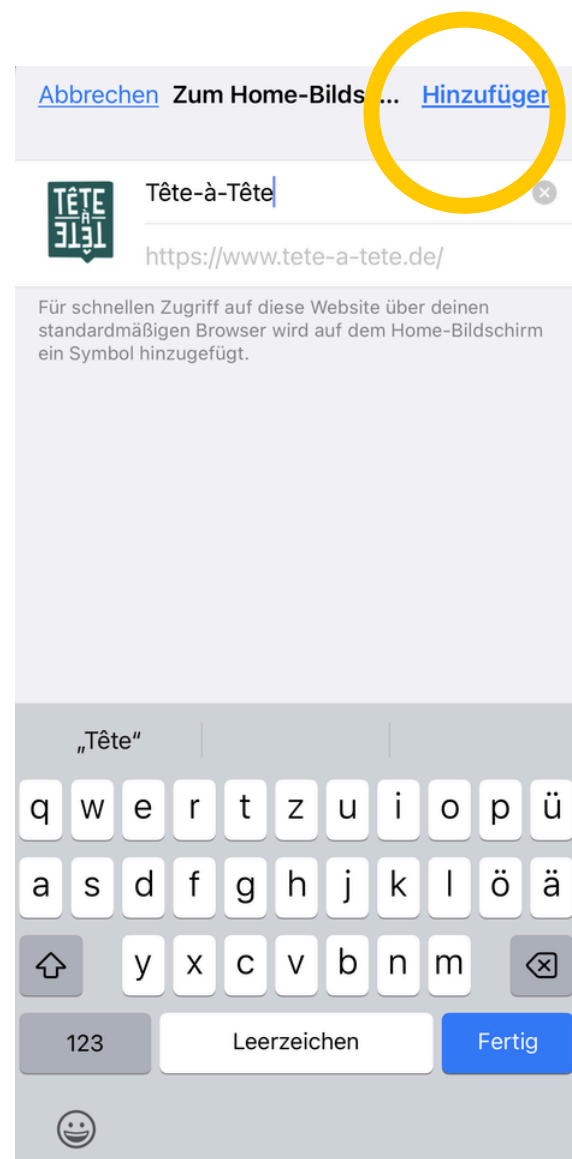 Abbrechen Zum Home-Bilds... Hinzufügen
TÊTE
À
TÊTE
Tête-à-Tête
https://www.tete-a-tete.de/
Für schnellen Zugriff auf diese Website über deinen
standardmäßigen Browser wird auf dem Home-Bildschirm
ein Symbol hinzugefügt.
„Tête“
q w e r t z u i o p ü
a s d f g h j k l ö ä
y x c v b n m
123 Leerzeichen Fertig